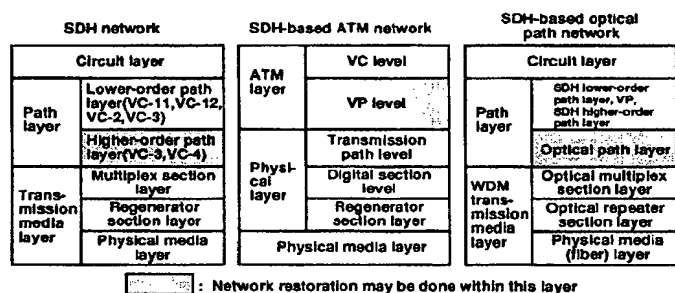 SDH network
Circuit layer
Path
layer
Lower-order path
layer(VC-11,VC-12,
VC-2,VC-3)
Higher-order path
layer(VC-3,VC-4)
Trans-
mission
media
layer
Multiplex section
layer
Regenerator
section layer
Physical media
layer
SDH-based ATM network
ATM
layer
VC level
VP level
Physi-
cal
layer
Transmission
path level
Digital section
level
Regenerator
section layer
Physical media layer
SDH-based optical
path network
Circuit layer
Path
layer
SDH lower-order
path layer, VP,
SDH higher-order
path layer
Optical path layer
WDM
trans-
mission
media
layer
Optical multiplex
section layer
Optical repeater
section layer
Physical media
(fiber) layer
: Network restoration may be done within this layer